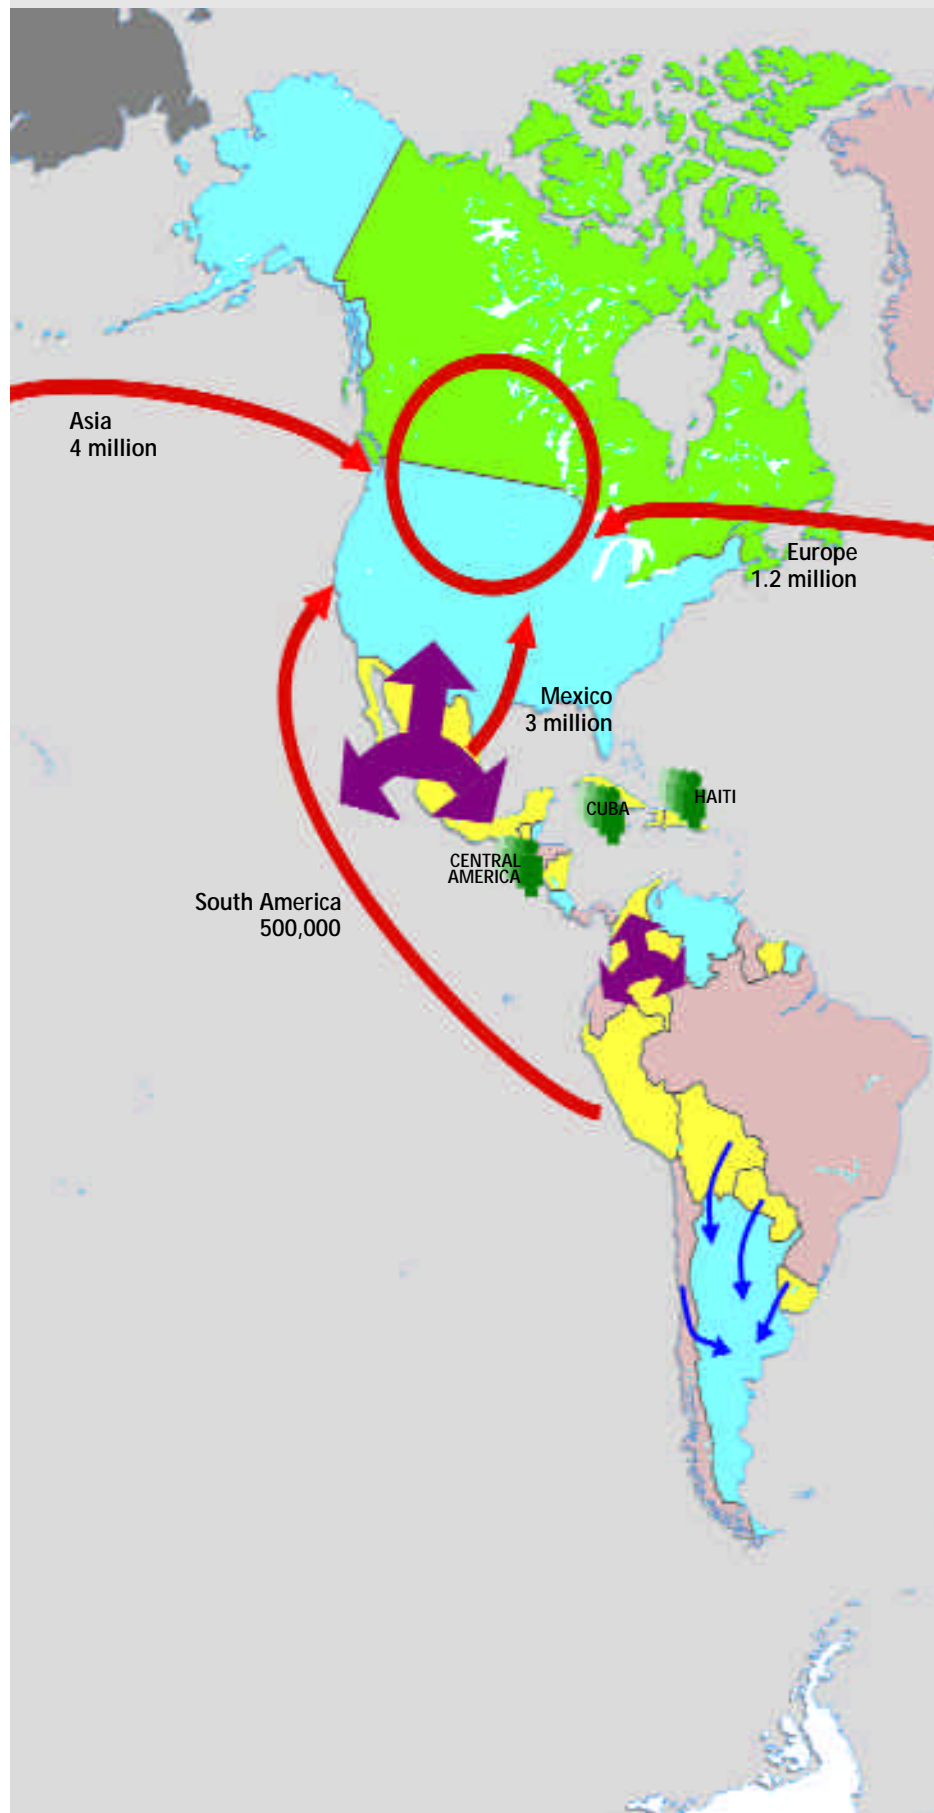 Asia
4 million
Europe
1.2 million
Mexico
3 million
HAITI
CUBA
CENTRAL
AMERICA
South America
500,000